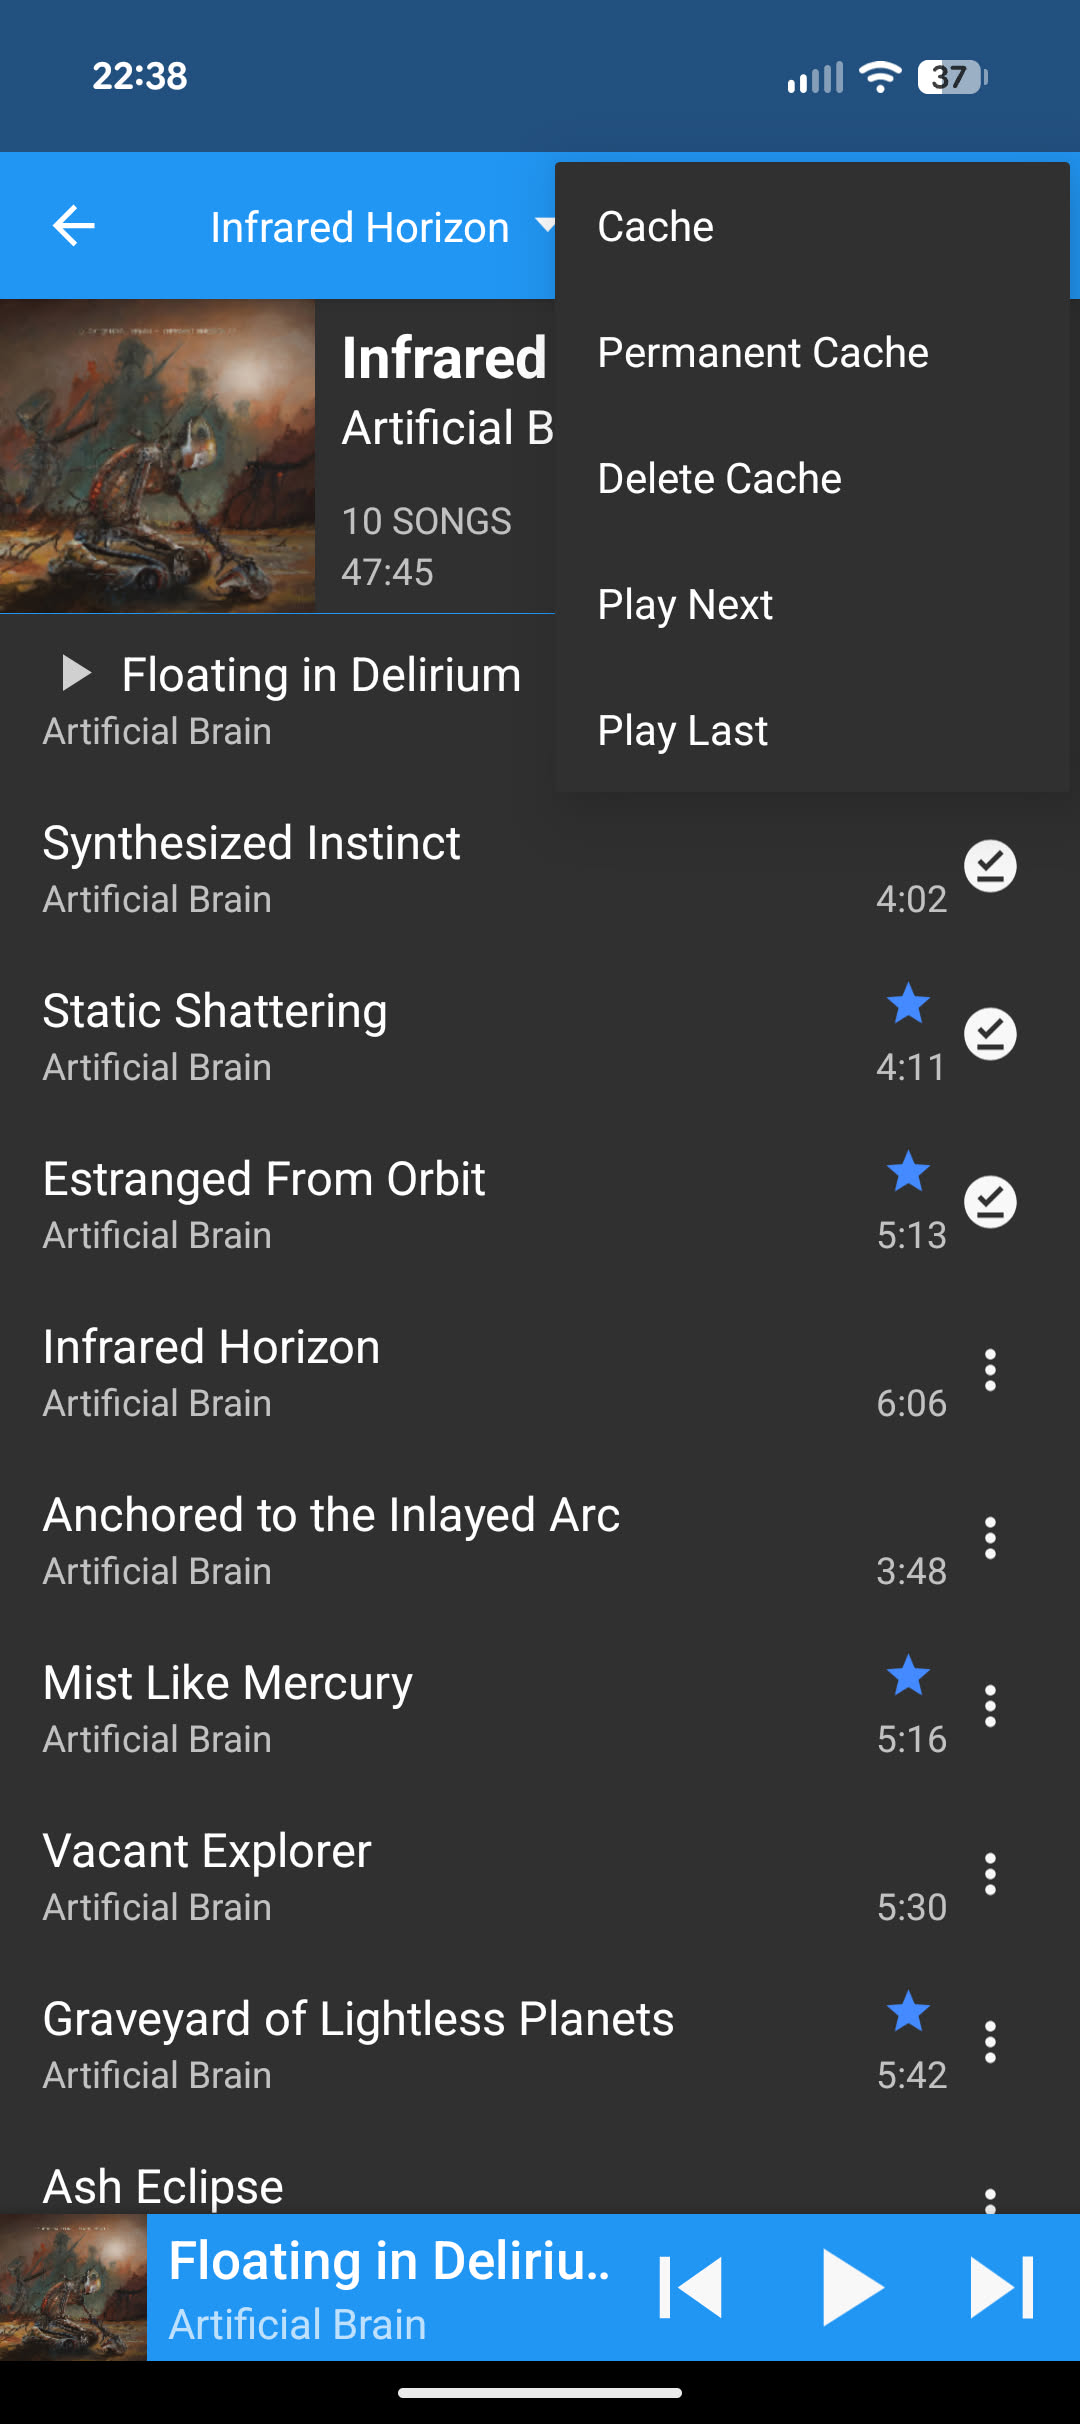 22:38
37
Infrared Horizon
Cache
Permanent Cache
Delete Cache
Play Next
Play Last
Infrared
Artificial B
10 SONGS
47:45
Floating in Delirium
Artificial Brain
Synthesized Instinct
Artificial Brain
4:02
Static Shattering
Artificial Brain
4:11
Estranged From Orbit
Artificial Brain
5:13
Infrared Horizon
Artificial Brain
6:06
Anchored to the Inlayed Arc
Artificial Brain
3:48
Mist Like Mercury
Artificial Brain
5:16
Vacant Explorer
Artificial Brain
5:30
Graveyard of Lightless Planets
Artificial Brain
5:42
Ash Eclipse
Floating in Deliriu..
Artificial Brain